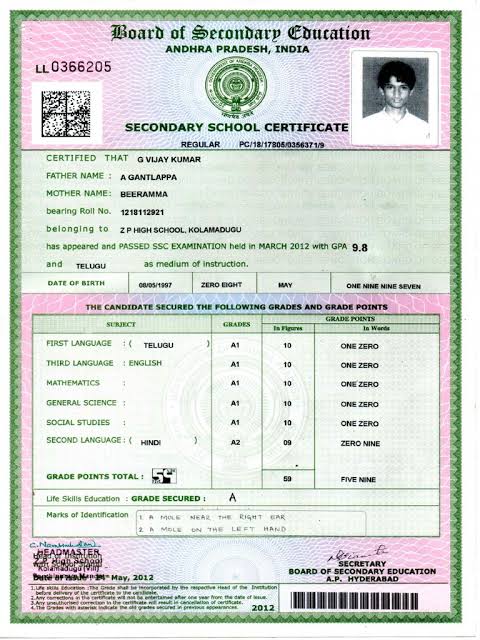 Board of Secondary Education
ANDHRA PRADESH, INDIA
LL 0366205
SECONDARY SCHOOL CERTIFICATE
REGULAR PC/18/17805/0356371/9
CERTIFIED THAT G VIJAY KUMAR
FATHER NAME : A GANTLAPPA
MOTHER NAME: BEERAMMA
bearing Roll No. 1218112921
belonging to Z P HIGH SCHOOL, KOLAMADUGU
has appeared and PASSED SSC EXAMINATION held in MARCH 2012 with GPA 9.8
and TELUGU as medium of instruction.
DATE OF BIRTH 08/05/1997 ZERO EIGHT MAY ONE NINE NINE SEVEN
THE CANDIDATE SECURED THE FOLLOWING GRADES AND GRADE POINTS
SUBJECT GRADES GRADE POINTS
In Figures In Words
FIRST LANGUAGE : ( TELUGU ) A1 10 ONE ZERO
THIRD LANGUAGE : ENGLISH A1 10 ONE ZERO
MATHEMATICS : A1 10 ONE ZERO
GENERAL SCIENCE : A1 10 ONE ZERO
SOCIAL STUDIES : A1 10 ONE ZERO
SECOND LANGUAGE : ( HINDI ) A2 09 ZERO NINE
GRADE POINTS TOTAL : 59 59 FIVE NINE
Life Skills Education : GRADE SECURED : A
Marks of Identification 1 A MOLE NEAR THE RIGHT EAR
2 A MOLE ON THE LEFT HAND
HEADMASTER
Z P High School
Kolamadugu
Date of Issue : 24 May, 2012
SECRETARY
BOARD OF SECONDARY EDUCATION
A.P. HYDERABAD
1.Life skills Education :The Grade shall be incorporated by the respective Head of the Institution
before delivery of the certificate to the candidate.
2.Any corrections in the certificate will not be entertained after one year from the date of issue.
3.Any unauthorised correction in the certificate will result in cancellation of certificate.
4.The Grades with asterisk indicate the old grades secured in previous appearances.
2012